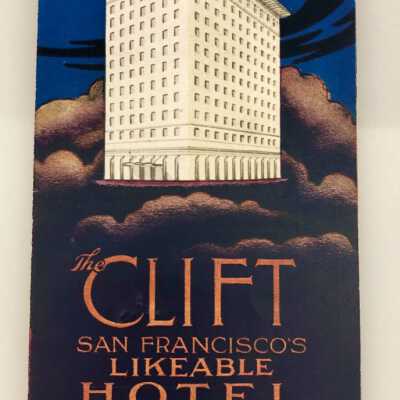 The CLIFT
SAN FRANCISCO'S
LIKEABLE
HOTEL